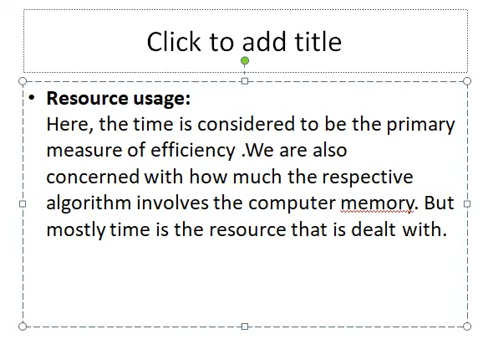 Click to add title
• Resource usage:
Here, the time is considered to be the primary
measure of efficiency .We are also
concerned with how much the respective
algorithm involves the computer memory. But
mostly time is the resource that is dealt with.